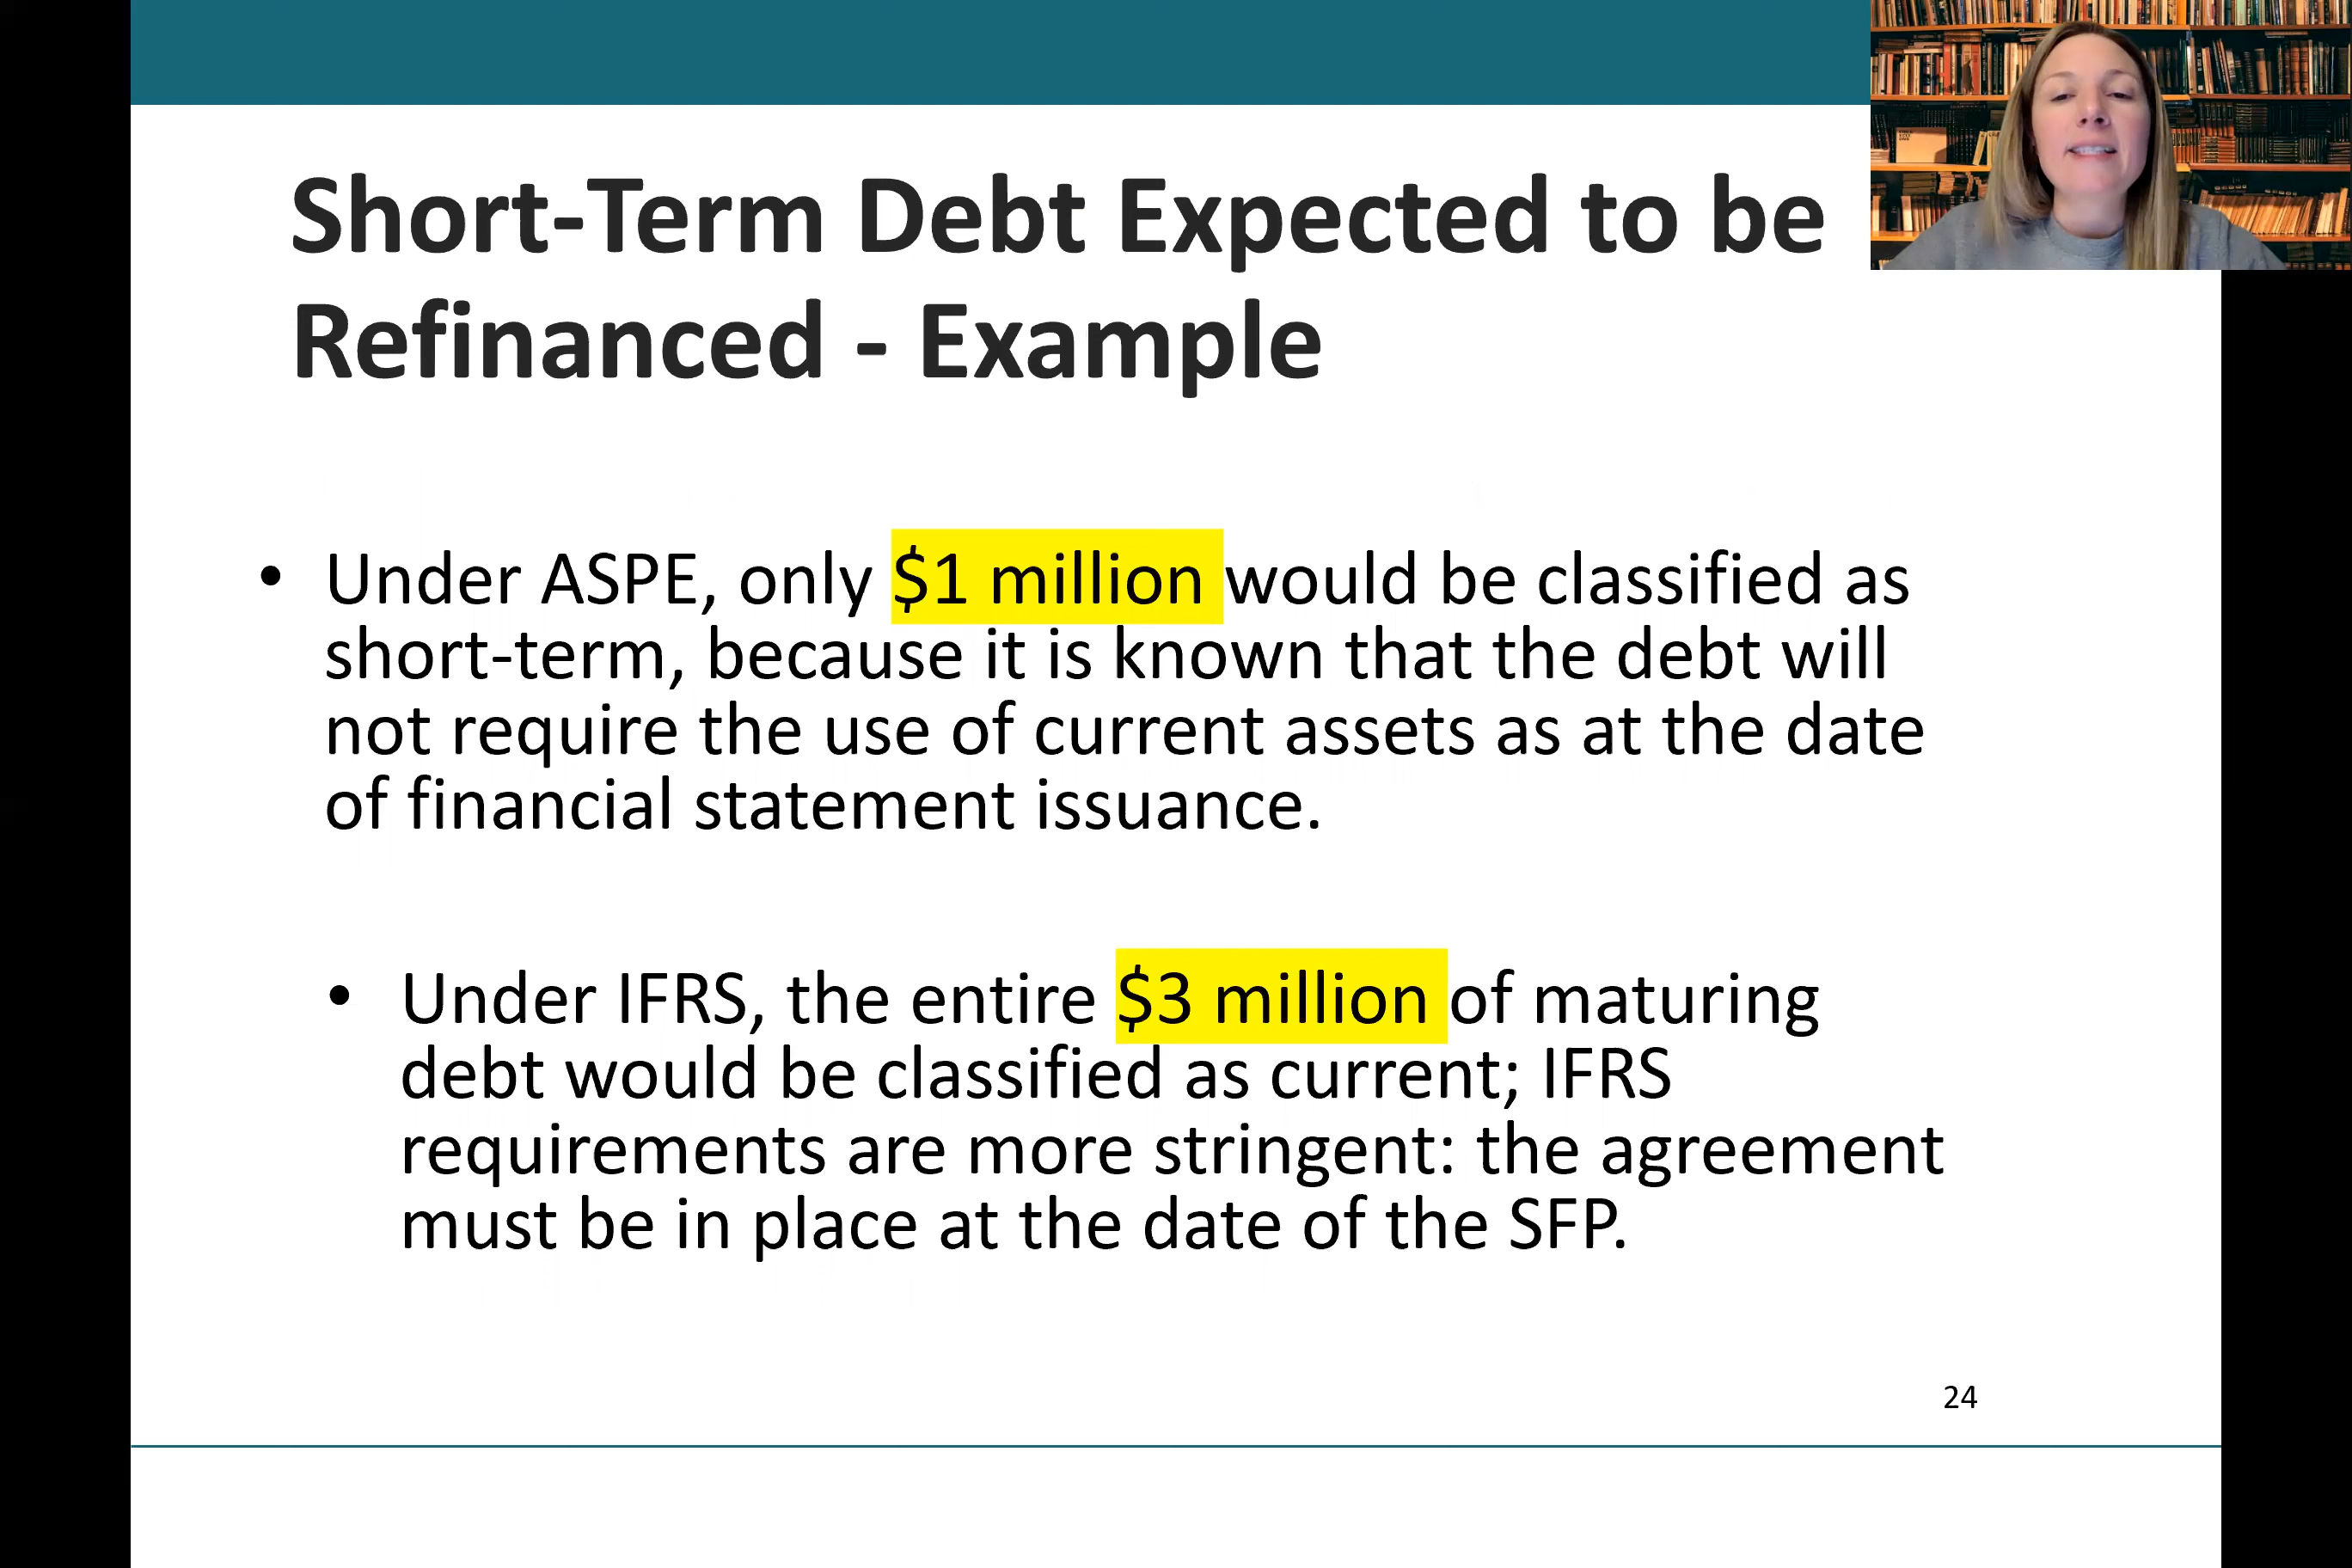 Short-Term Debt Expected to be
Refinanced - Example
• Under ASPE, only $1 million would be classified as
short-term, because it is known that the debt will
not require the use of current assets as at the date
of financial statement issuance.
• Under IFRS, the entire $3 million of maturing
debt would be classified as current; IFRS
requirements are more stringent: the agreement
must be in place at the date of the SFP.
24